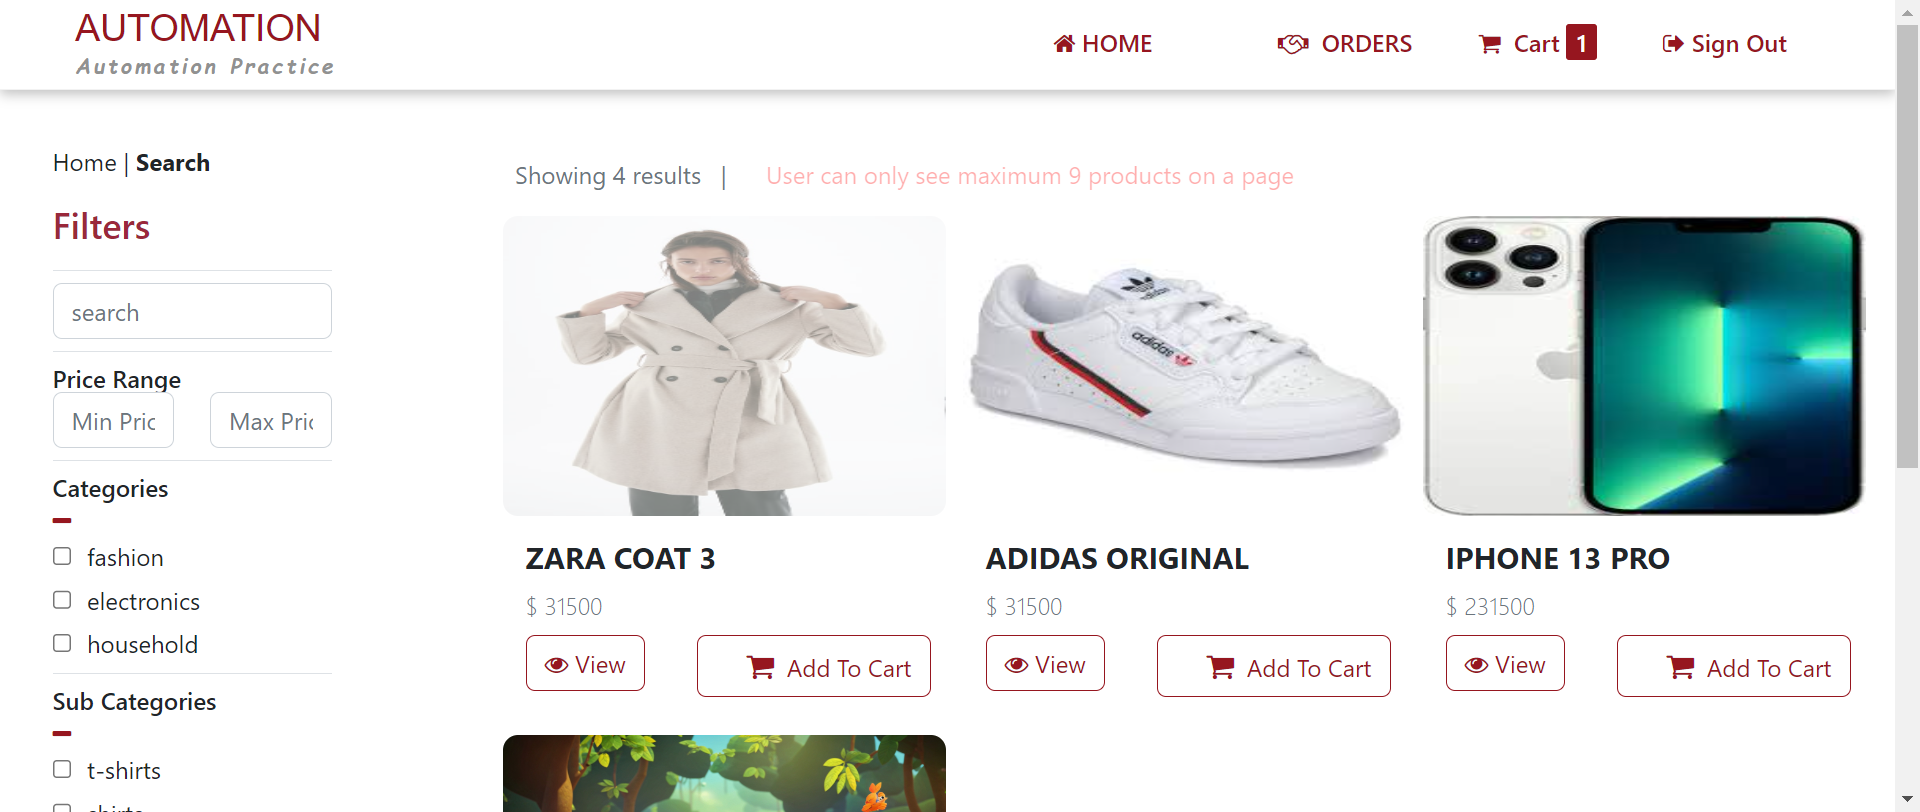 AUTOMATION
Automation Practice
HOME
ORDERS
Cart 1
Sign Out
Home | Search
Showing 4 results |
User can only see maximum 9 products on a page
Filters
search
Price Range
Min Pric
Max Pric
Categories
fashion
electronics
household
Sub Categories
t-shirts
adidas
adidas
ZARA COAT 3
$ 31500
View
Add To Cart
ADIDAS ORIGINAL
$ 31500
View
Add To Cart
IPHONE 13 PRO
$ 231500
View
Add To Cart